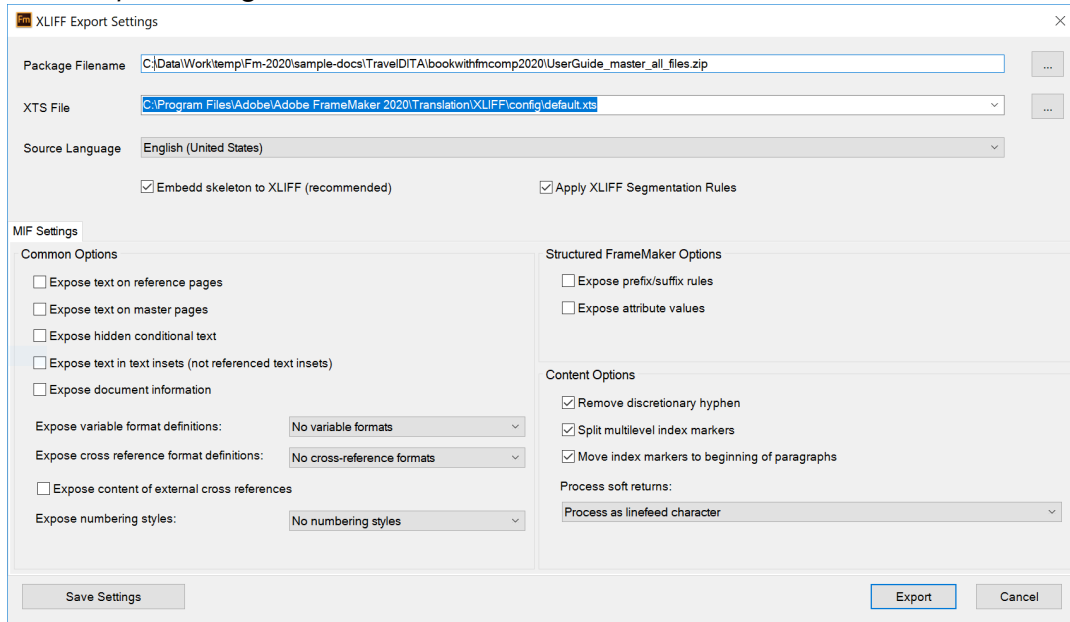 Fm XLIFF Export Settings
Package Filename C:\Data\Work\temp\Fm-2020\sample-docs\TravelDITA\bookwithfmcomp2020\UserGuide_master_all_files.zip ...
XTS File C:\Program Files\Adobe\Adobe FrameMaker 2020\Translation\XLIFF\config\default.xts ...
Source Language English (United States)
Embedd skeleton to XLIFF (recommended) Apply XLIFF Segmentation Rules
MIF Settings
Common Options
Expose text on reference pages
Expose text on master pages
Expose hidden conditional text
Expose text in text insets (not referenced text insets)
Expose document information
Expose variable format definitions: No variable formats
Expose cross reference format definitions: No cross-reference formats
Expose content of external cross references
Expose numbering styles: No numbering styles
Structured FrameMaker Options
Expose prefix/suffix rules
Expose attribute values
Content Options
Remove discretionary hyphen
Split multilevel index markers
Move index markers to beginning of paragraphs
Process soft returns:
Process as linefeed character
Save Settings Export Cancel